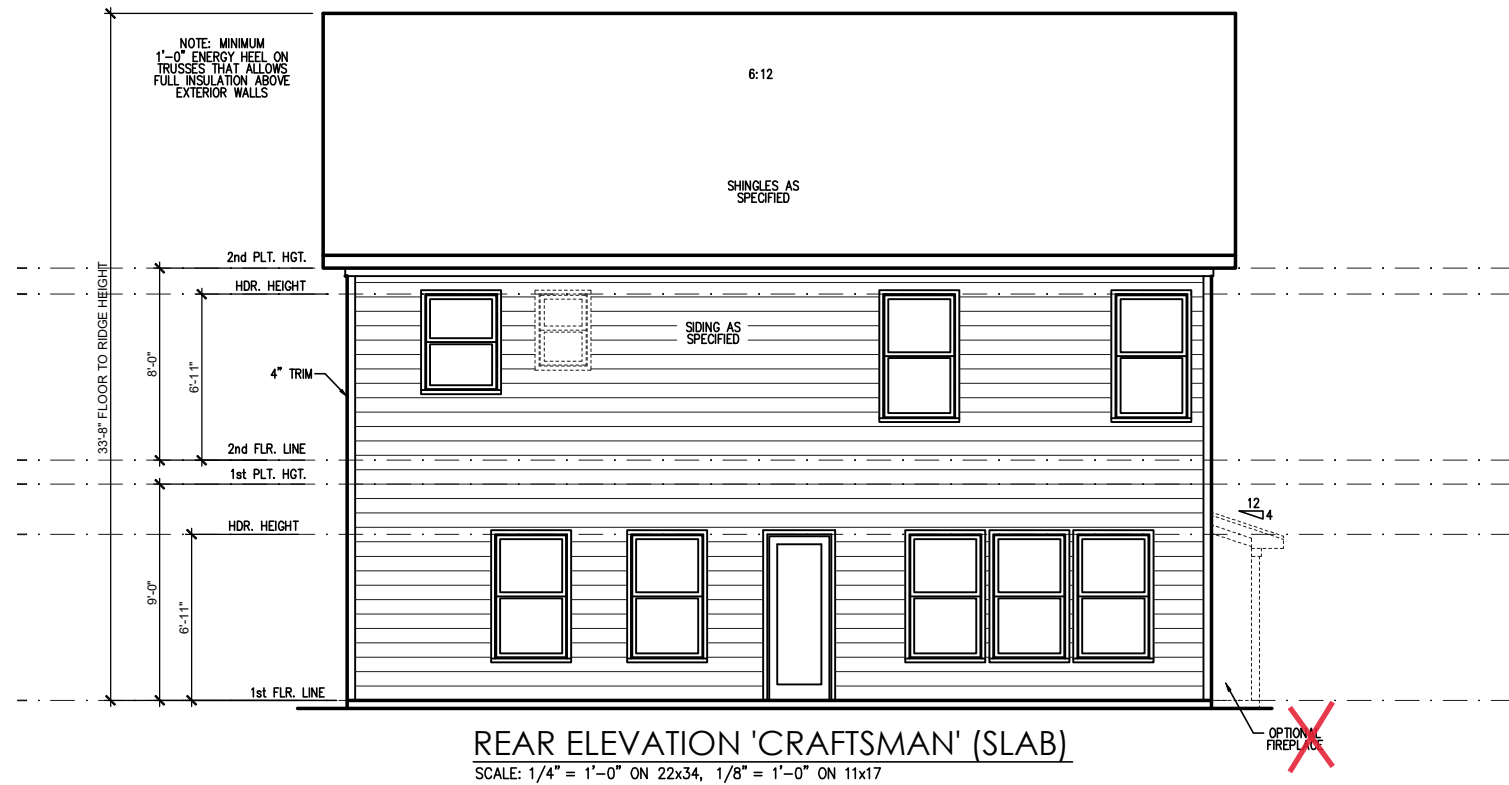 NOTE: MINIMUM
1'-0" ENERGY HEEL ON
TRUSSES THAT ALLOWS
FULL INSULATION ABOVE
EXTERIOR WALLS
6:12
SHINGLES AS
SPECIFIED
2nd PLT. HGT.
HDR. HEIGHT
SIDING AS
SPECIFIED
33'-8" FLOOR TO RIDGE HEIGHT
8'-0"
6'-11"
4" TRIM
2nd FLR. LINE
1st PLT. HGT.
12
4
HDR. HEIGHT
9'-0"
6'-11"
1st FLR. LINE
OPTIONAL
FIREPLACE
REAR ELEVATION 'CRAFTSMAN' (SLAB)
SCALE: 1/4" = 1'-0" ON 22x34, 1/8" = 1'-0" ON 11x17